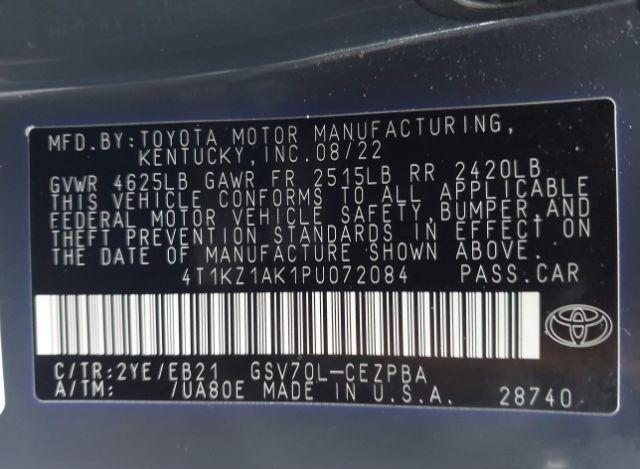 MFD.BY: TOYOTA MOTOR MANUFACTURING,
KENTUCKY, INC. 08/22
GVWR 4625LB GAWR FR 2515LB RR 2420LB
THIS VEHICLE CONFORMS TO ALL APPLICABLE
FEDERAL MOTOR VEHICLE SAFETY, BUMPER, AND
THEFT PREVENTION STANDARDS IN EFFECT ON
THE DATE OF MANUFACTURE SHOWN ABOVE.
4T1KZ1AK1PU072084 PASS.CAR
C/TR: 2YE/EB21 GSV70L-CEZPBA
A/TM: 7UA80E MADE IN U.S.A. 28740